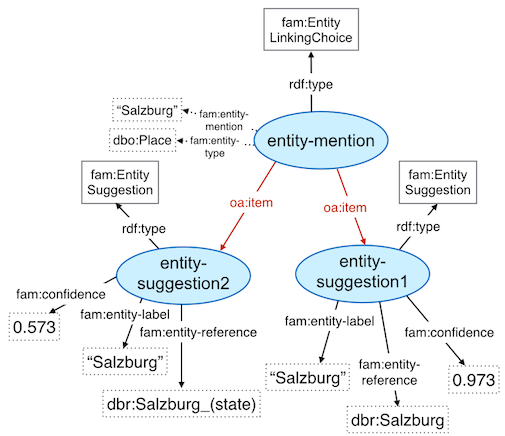 fam:Entity
LinkingChoice
rdf:type
“Salzburg”
fam:entity-
mention
dbo:Place
fam:entity-
type
entity-mention
fam:Entity
Suggestion
fam:Entity
Suggestion
oa:item
oa:item
rdf:type
rdf:type
entity-
suggestion2
entity-
suggestion1
fam:confidence
0.573
fam:entity-label
fam:entity-reference
“Salzburg”
dbr:Salzburg_(state)
fam:entity-label
fam:confidence
“Salzburg”
fam:entity-
reference
0.973
dbr:Salzburg